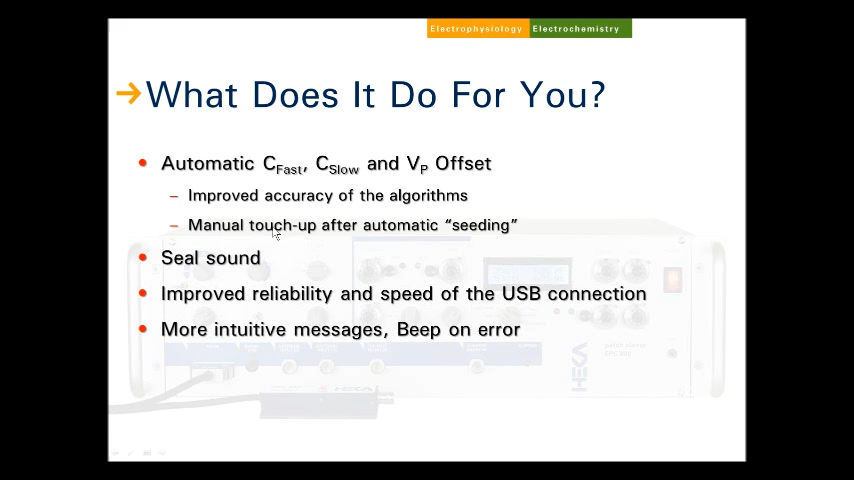 Electrophysiology Electrochemistry
→What Does It Do For You?
• Automatic CFast, CSlow and VP Offset
– Improved accuracy of the algorithms
– Manual touch-up after automatic “seeding”
• Seal sound
• Improved reliability and speed of the USB connection
• More intuitive messages, Beep on error
HEKA
HEKA